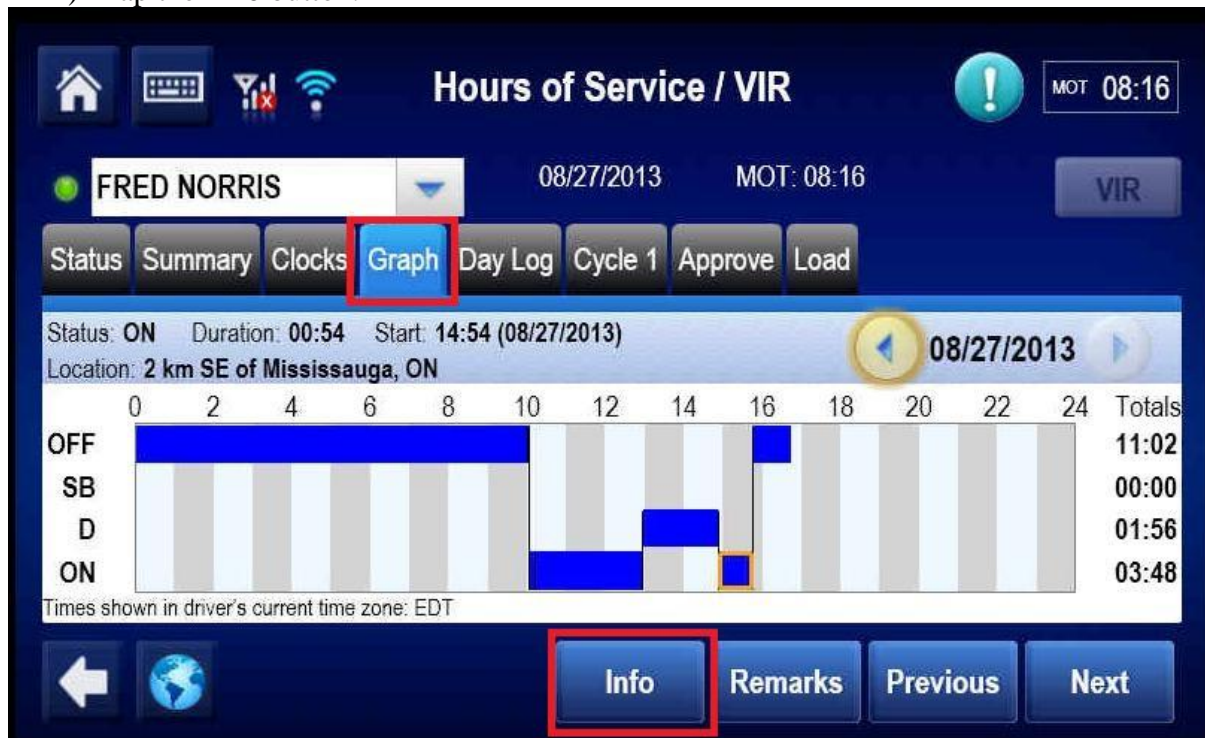 Hours of Service / VIR
MOT 08:16
FRED NORRIS
08/27/2013 MOT: 08:16
VIR
Status Summary Clocks Graph Day Log Cycle 1 Approve Load
Status: ON Duration: 00:54 Start: 14:54 (08/27/2013)
08/27/2013
Location: 2 km SE of Mississauga, ON
0 2 4 6 8 10 12 14 16 18 20 22 24 Totals
OFF 11:02
SB 00:00
D 01:56
ON 03:48
Times shown in driver's current time zone: EDT
Info Remarks Previous Next